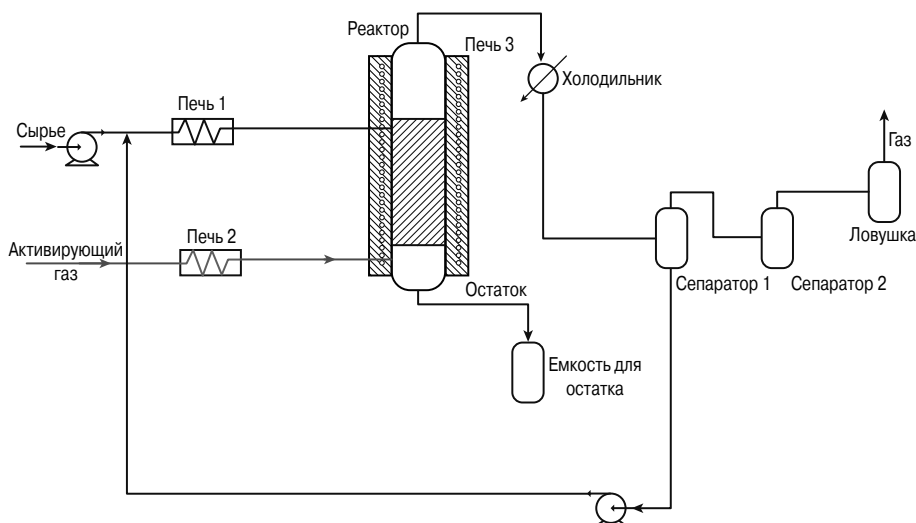 Реактор
Печь 3
Холодильник
Печь 1
Сырье
Газ
Активирующий
газ
Печь 2
Ловушка
Остаток
Сепаратор 1
Сепаратор 2
Емкость для
остатка